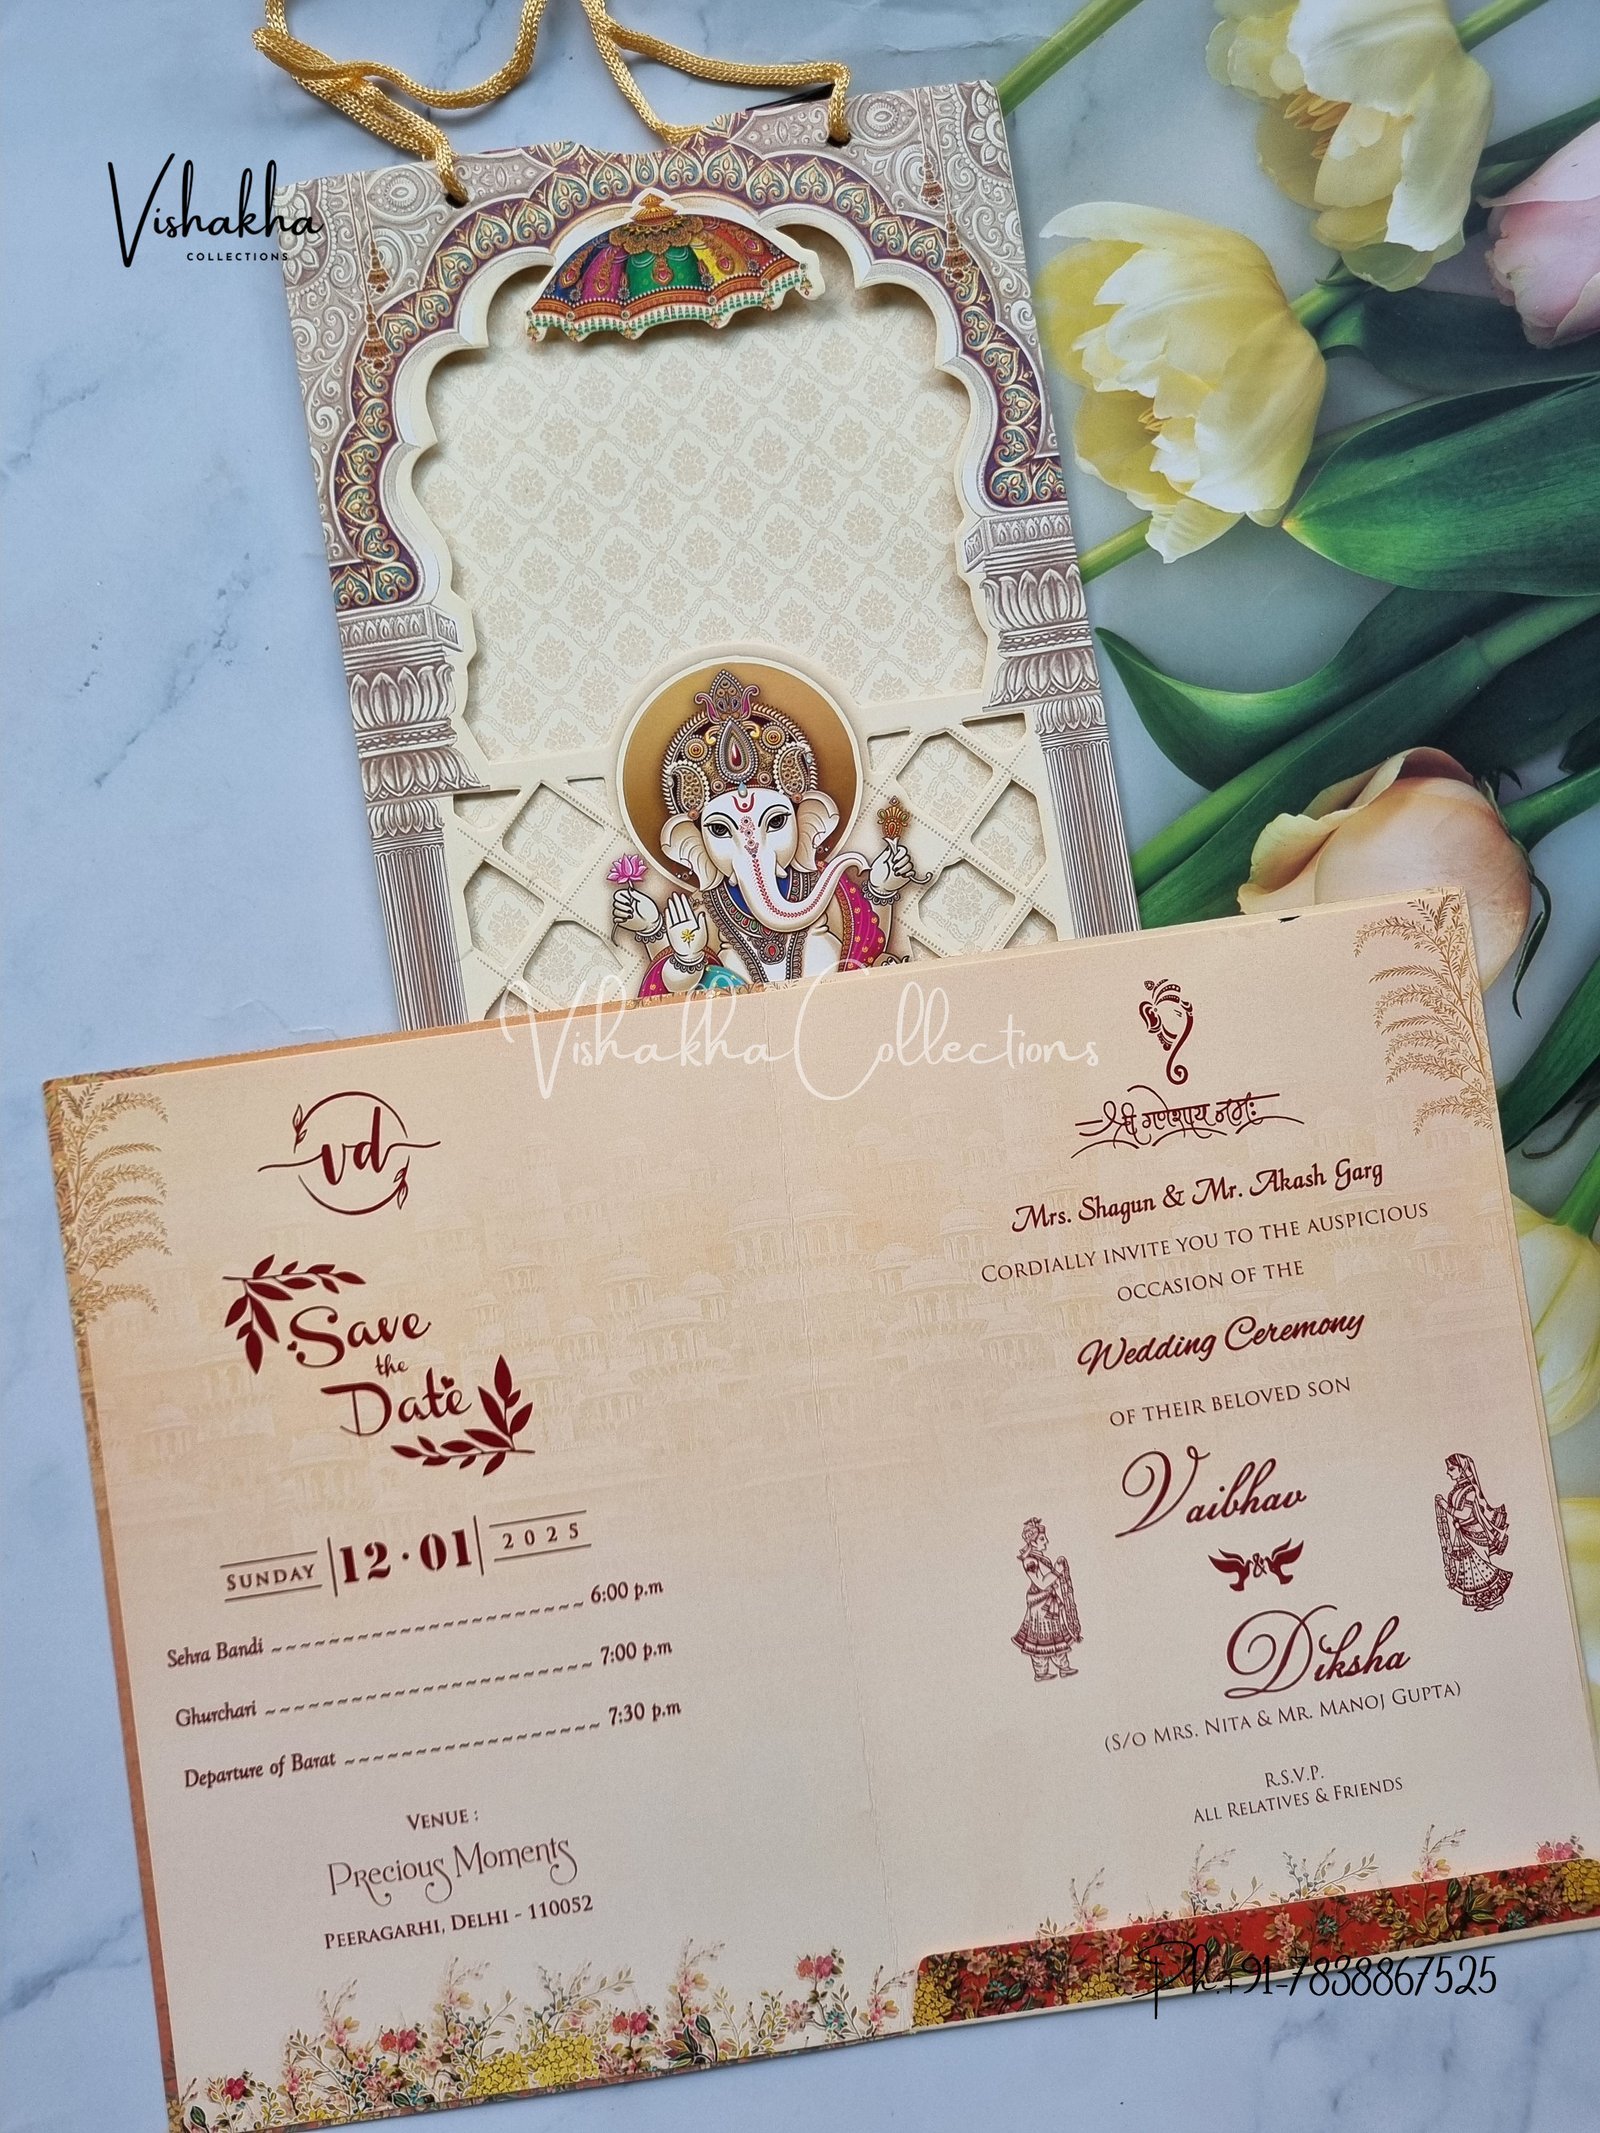 Vishakha
COLLECTIONS
Vishakha Collections
vd
Save
the
Date
SUNDAY 12·01 2025
Sehra Bandi ~~~~~~~~~~~~~~~~~~~~~~ 6:00 p.m
Ghurchari ~~~~~~~~~~~~~~~~~~~~~~~ 7:00 p.m
Departure of Barat ~~~~~~~~~~~~~~~~~~ 7:30 p.m
VENUE :
Precious Moments
PEERAGARHI, DELHI - 110052
श्री गणेशाय नमः
Mrs. Shagun & Mr. Akash Garg
CORDIALLY INVITE YOU TO THE AUSPICIOUS
OCCASION OF THE
Wedding Ceremony
OF THEIR BELOVED SON
Vaibhav
&
Diksha
(S/O MRS. NITA & MR. MANOJ GUPTA)
R.S.V.P.
ALL RELATIVES & FRIENDS
Ph.+91-7838867525